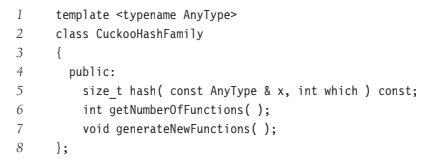 1 template <typename AnyType>
2 class CuckooHashFamily
3 {
4 public:
5 size_t hash( const AnyType & x, int which ) const;
6 int getNumberOfFunctions( );
7 void generateNewFunctions( );
8 };